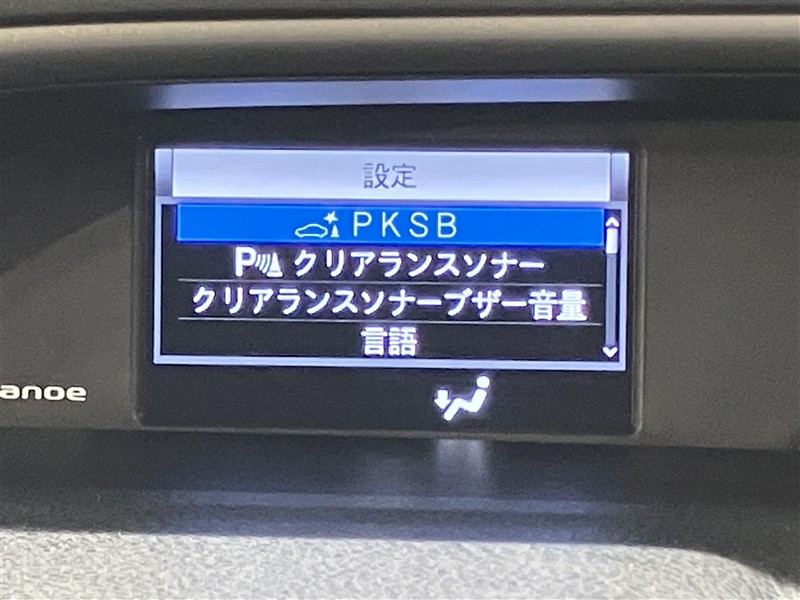 設定
PKSB
P クリアランスソナー
クリアランスソナーブザー音量
言語
anoe